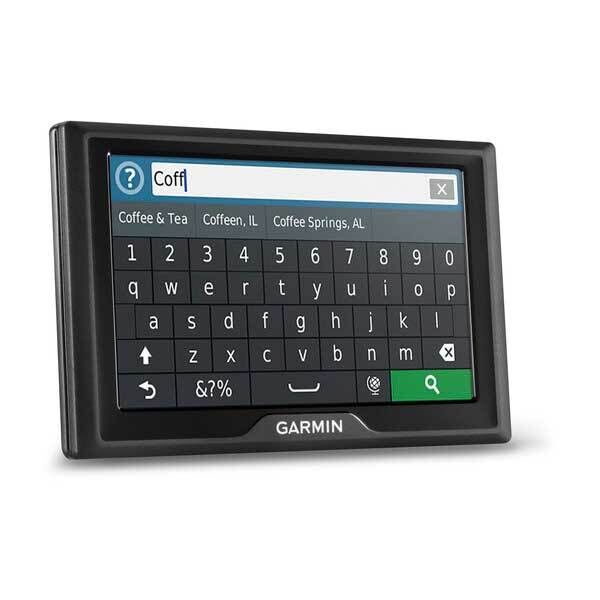 ?
Coff
X
Coffee & Tea Coffeen, IL Coffee Springs, AL
1 2 3 4 5 6 7 8 9 0
q w e r t y u i o p
a s d f g h j k l
z x c v b n m
&?%
GARMIN